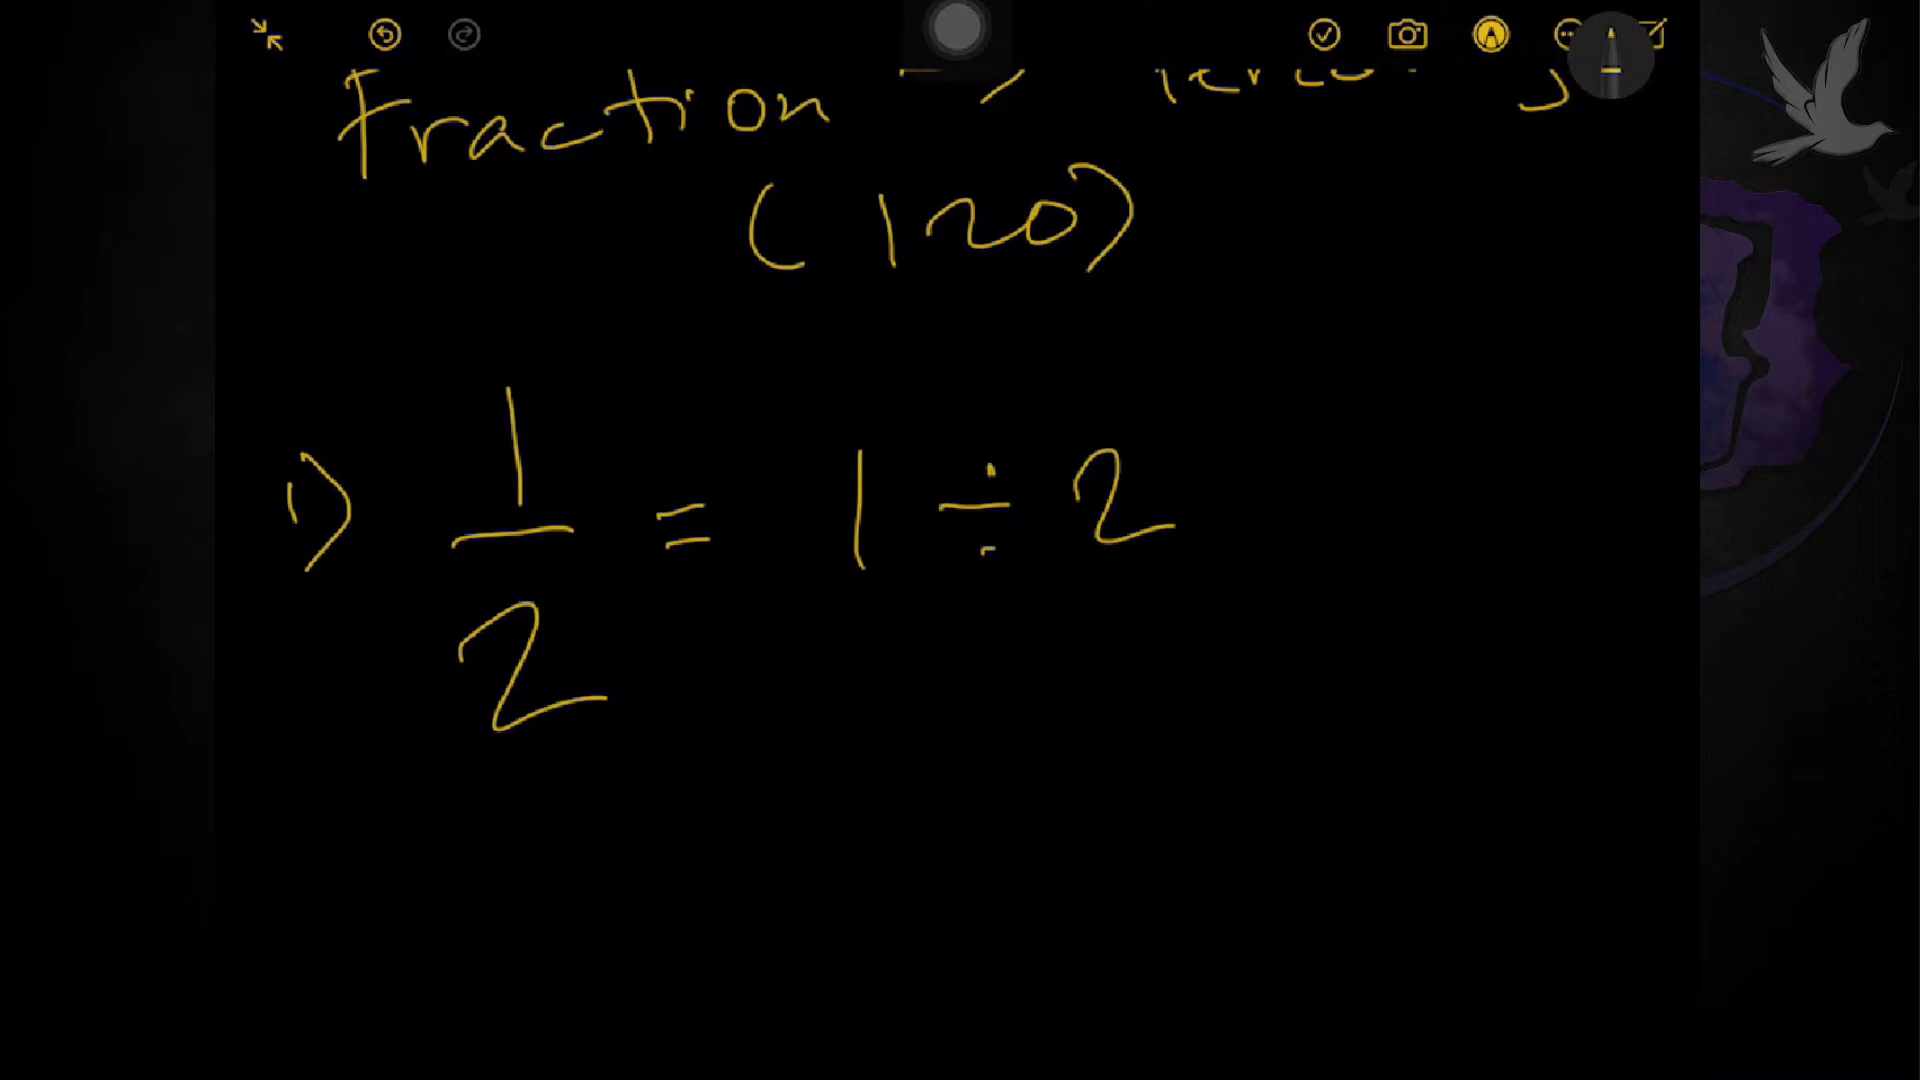 Fraction →
(120)
1) 1/2 = 1 ÷ 2